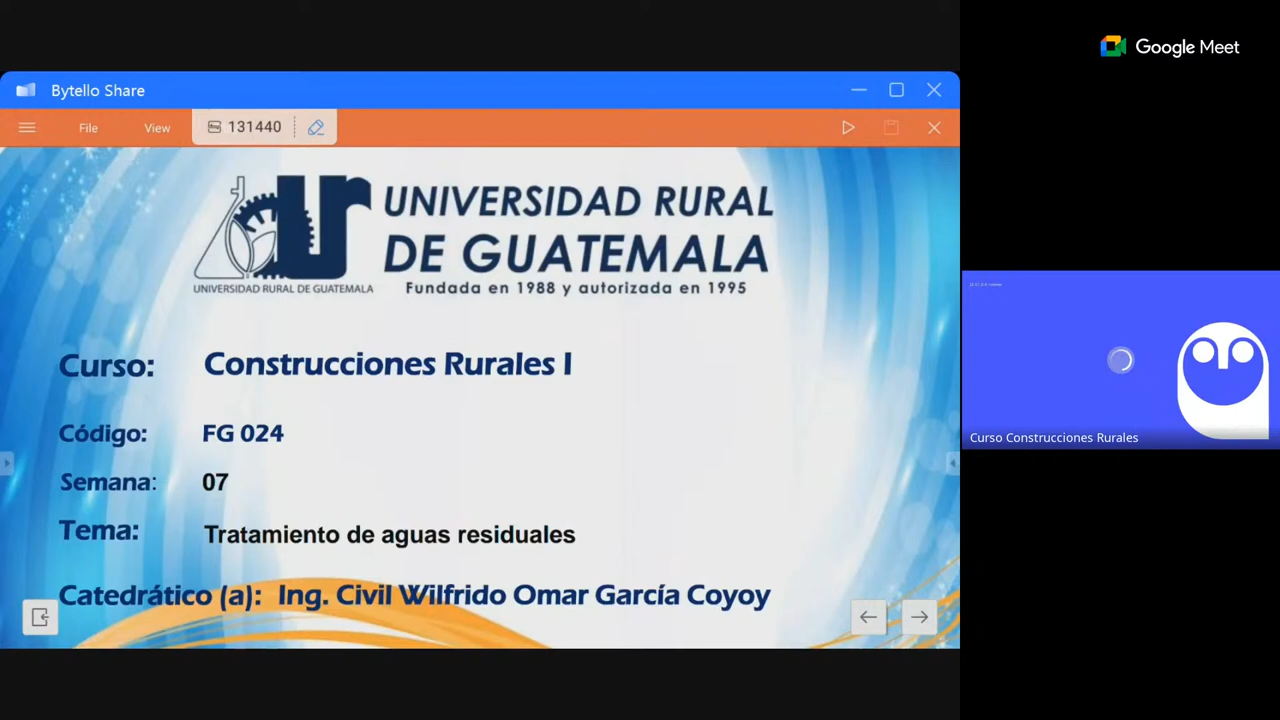 Google Meet
Bytello Share
File View 131440
ur
UNIVERSIDAD RURAL DE GUATEMALA
UNIVERSIDAD RURAL
DE GUATEMALA
Fundada en 1988 y autorizada en 1995
Curso: Construcciones Rurales I
Código: FG 024
Semana: 07
Tema: Tratamiento de aguas residuales
Catedrático (a): Ing. Civil Wilfrido Omar García Coyoy
Curso Construcciones Rurales